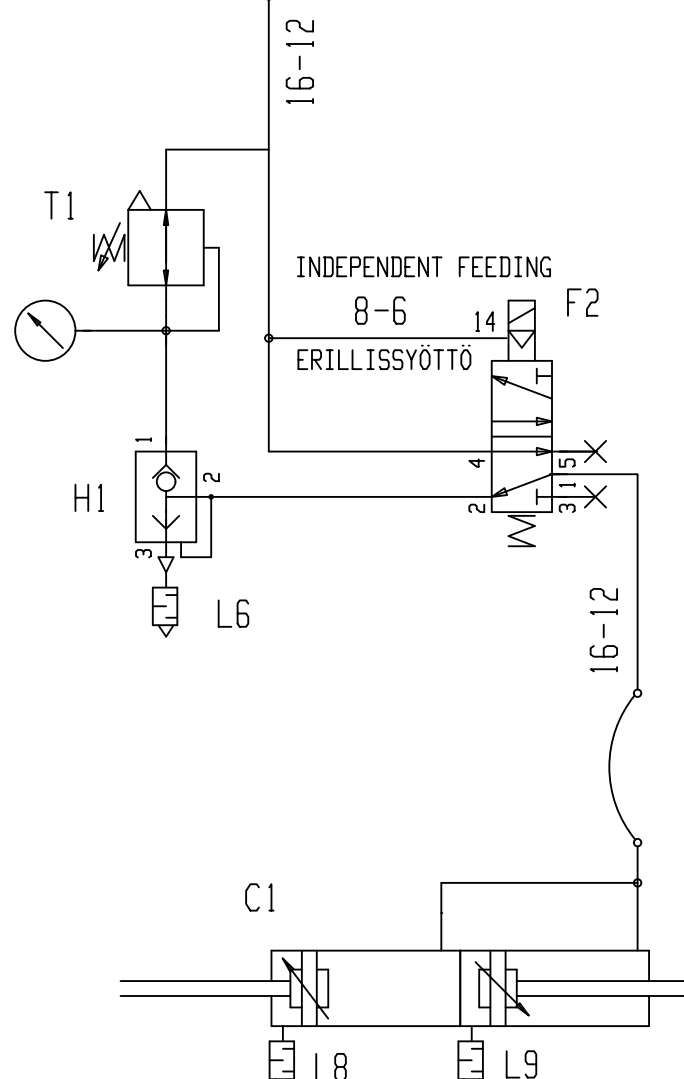 16-12
T1
INDEPENDENT FEEDING
8-6
14
F2
ERILLISSYÖTTÖ
1
4
5
2
H1
2
1
3
3
L6
16-12
C1
L8
L9